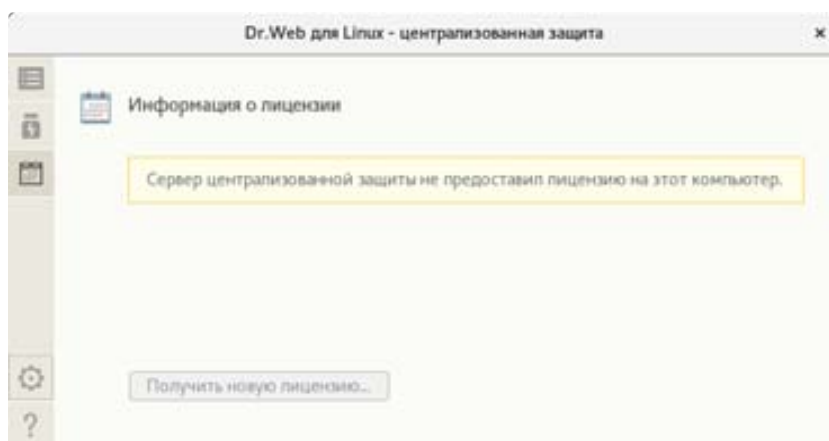 Dr.Web для Linux - централизованная защита
Информация о лицензии
Сервер централизованной защиты не предоставил лицензию на этот компьютер.
Получить новую лицензию...